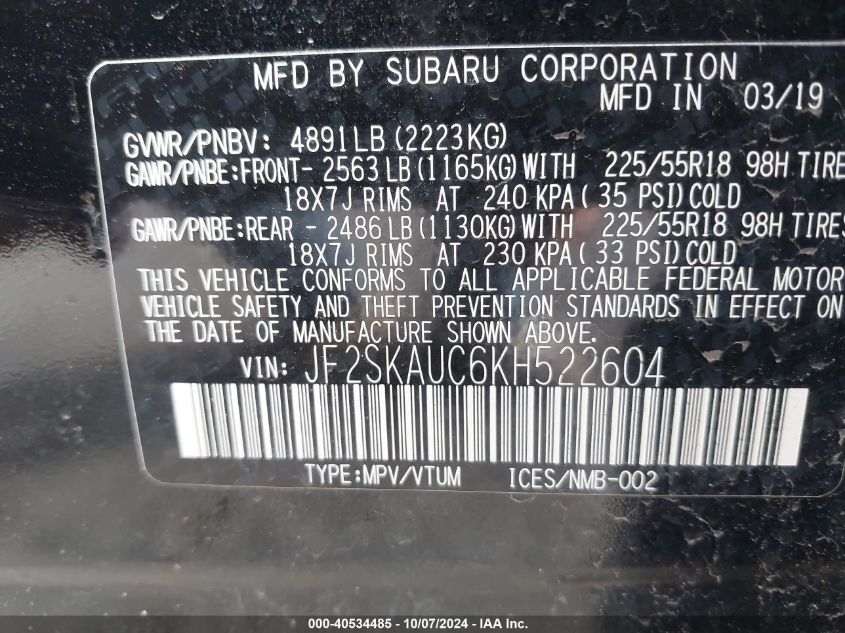 MFD BY SUBARU CORPORATION
MFD IN 03/19
GVWR/PNBV: 4891LB (2223KG)
GAWR/PNBE:FRONT- 2563 LB (1165KG)WITH 225/55R18 98H TIRE
18X7J RIMS AT 240 KPA( 35 PSI)COLD
GAWR/PNBE:REAR - 2486 LB (1130KG)WITH 225/55R18 98H TIRES
18X7J RIMS AT 230 KPA( 33 PSI)COLD
THIS VEHICLE CONFORMS TO ALL APPLICABLE FEDERAL MOTOR
VEHICLE SAFETY AND THEFT PREVENTION STANDARDS IN EFFECT ON
THE DATE OF MANUFACTURE SHOWN ABOVE.
VIN: JF2SKAUC6KH522604
TYPE:MPV/VTUM ICES/NMB-002
000-40534485 - 10/07/2024 - IAA Inc.